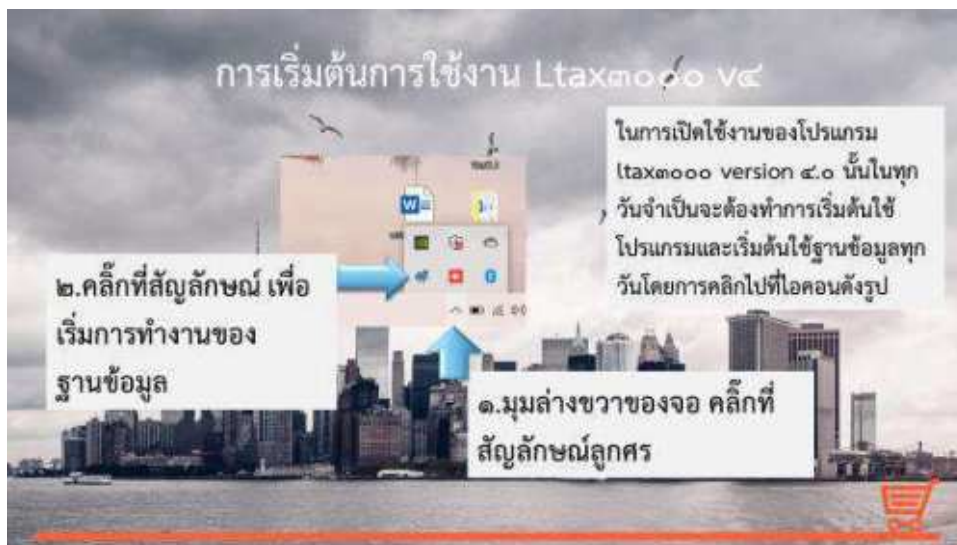 การเริ่มต้นการใช้งาน Ltax๓๐๐๐ v๔
ในการเปิดใช้งานของโปรแกรม
ltax๓๐๐๐ version ๔.๐ นั้นในทุก
วันจำเป็นจะต้องทำการเริ่มต้นใช้
โปรแกรมและเริ่มต้นใช้ฐานข้อมูลทุก
วันโดยการคลิกไปที่ไอคอนดังรูป
๒.คลิ๊กที่สัญลักษณ์ เพื่อ
เริ่มการทำงานของ
ฐานข้อมูล
๑.มุมล่างขวาของจอ คลิ๊กที่
สัญลักษณ์ลูกศร